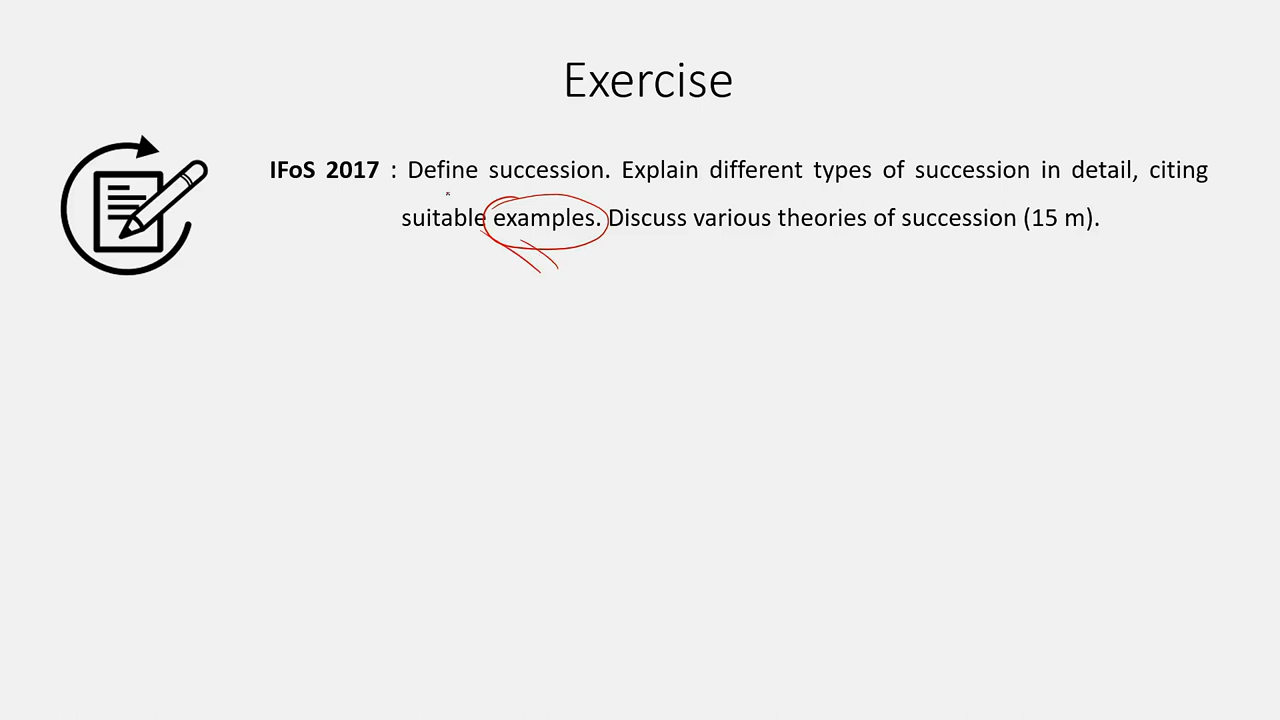 Exercise
IFoS 2017 : Define succession. Explain different types of succession in detail, citing
suitable examples. Discuss various theories of succession (15 m).